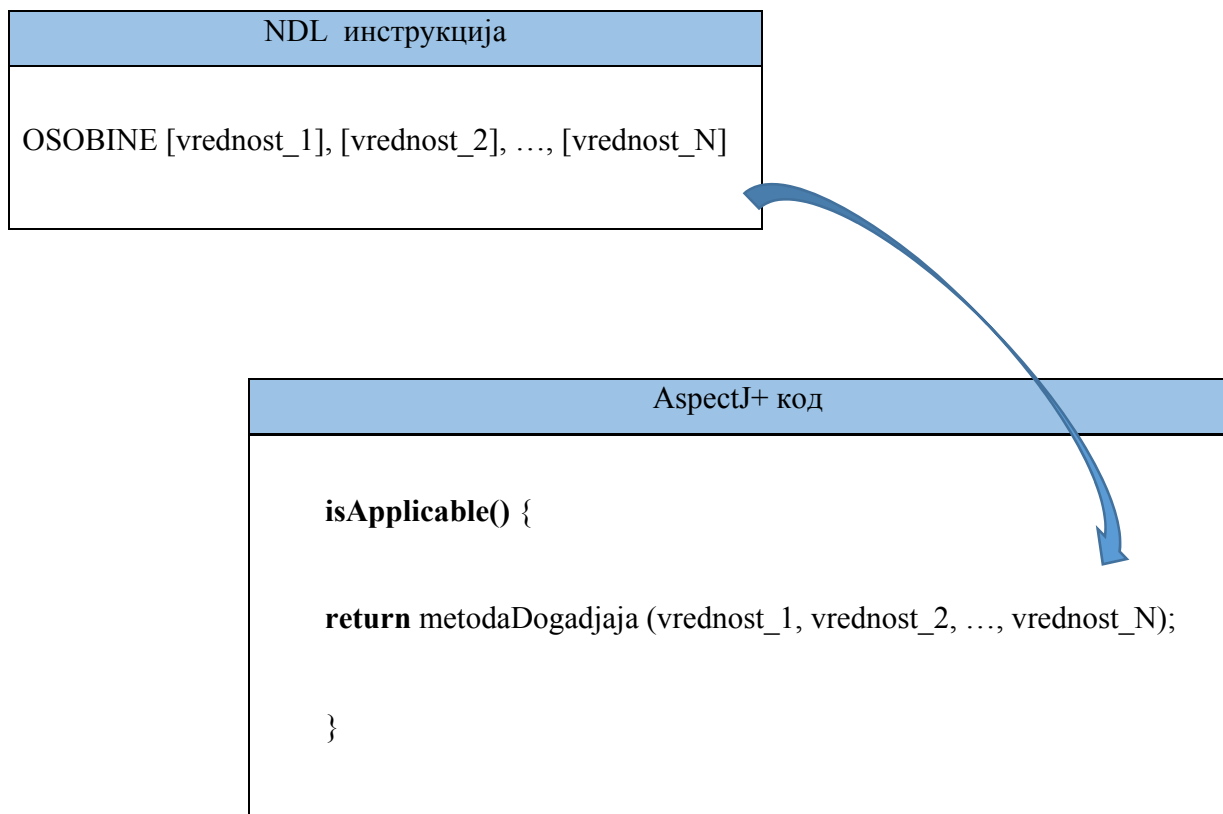 NDL инструкција
OSOBINE [vrednost_1], [vrednost_2], …, [vrednost_N]
AspectJ+ код
isApplicable() {
return metodaDogadjaja (vrednost_1, vrednost_2, …, vrednost_N);
}